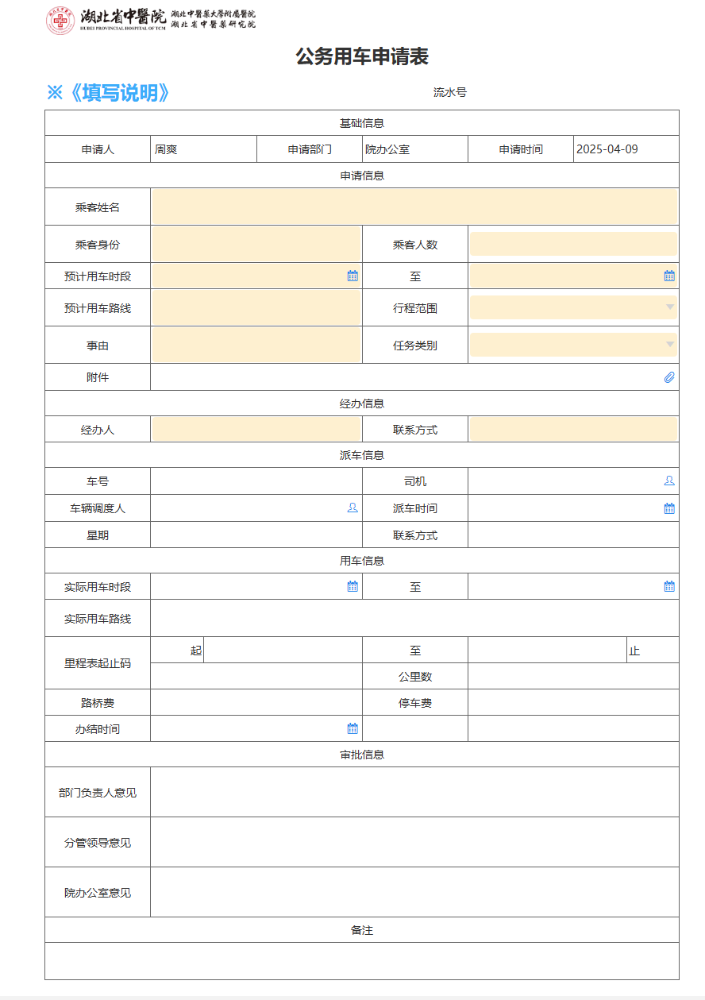 湖北省中醫院 湖北中醫藥大學附屬醫院
HUBEI PROVINCIAL HOSPITAL OF TCM 湖北省中醫藥研究院
公务用车申请表
※《填写说明》 流水号
基础信息
申请人 周爽 申请部门 院办公室 申请时间 2025-04-09
申请信息
乘客姓名
乘客身份 乘客人数
预计用车时段 至
预计用车路线 行程范围
事由 任务类别
附件
经办信息
经办人 联系方式
派车信息
车号 司机
车辆调度人 派车时间
星期 联系方式
用车信息
实际用车时段 至
实际用车路线
里程表起止码 起 至 止
公里数
路桥费 停车费
办结时间
审批信息
部门负责人意见
分管领导意见
院办公室意见
备注